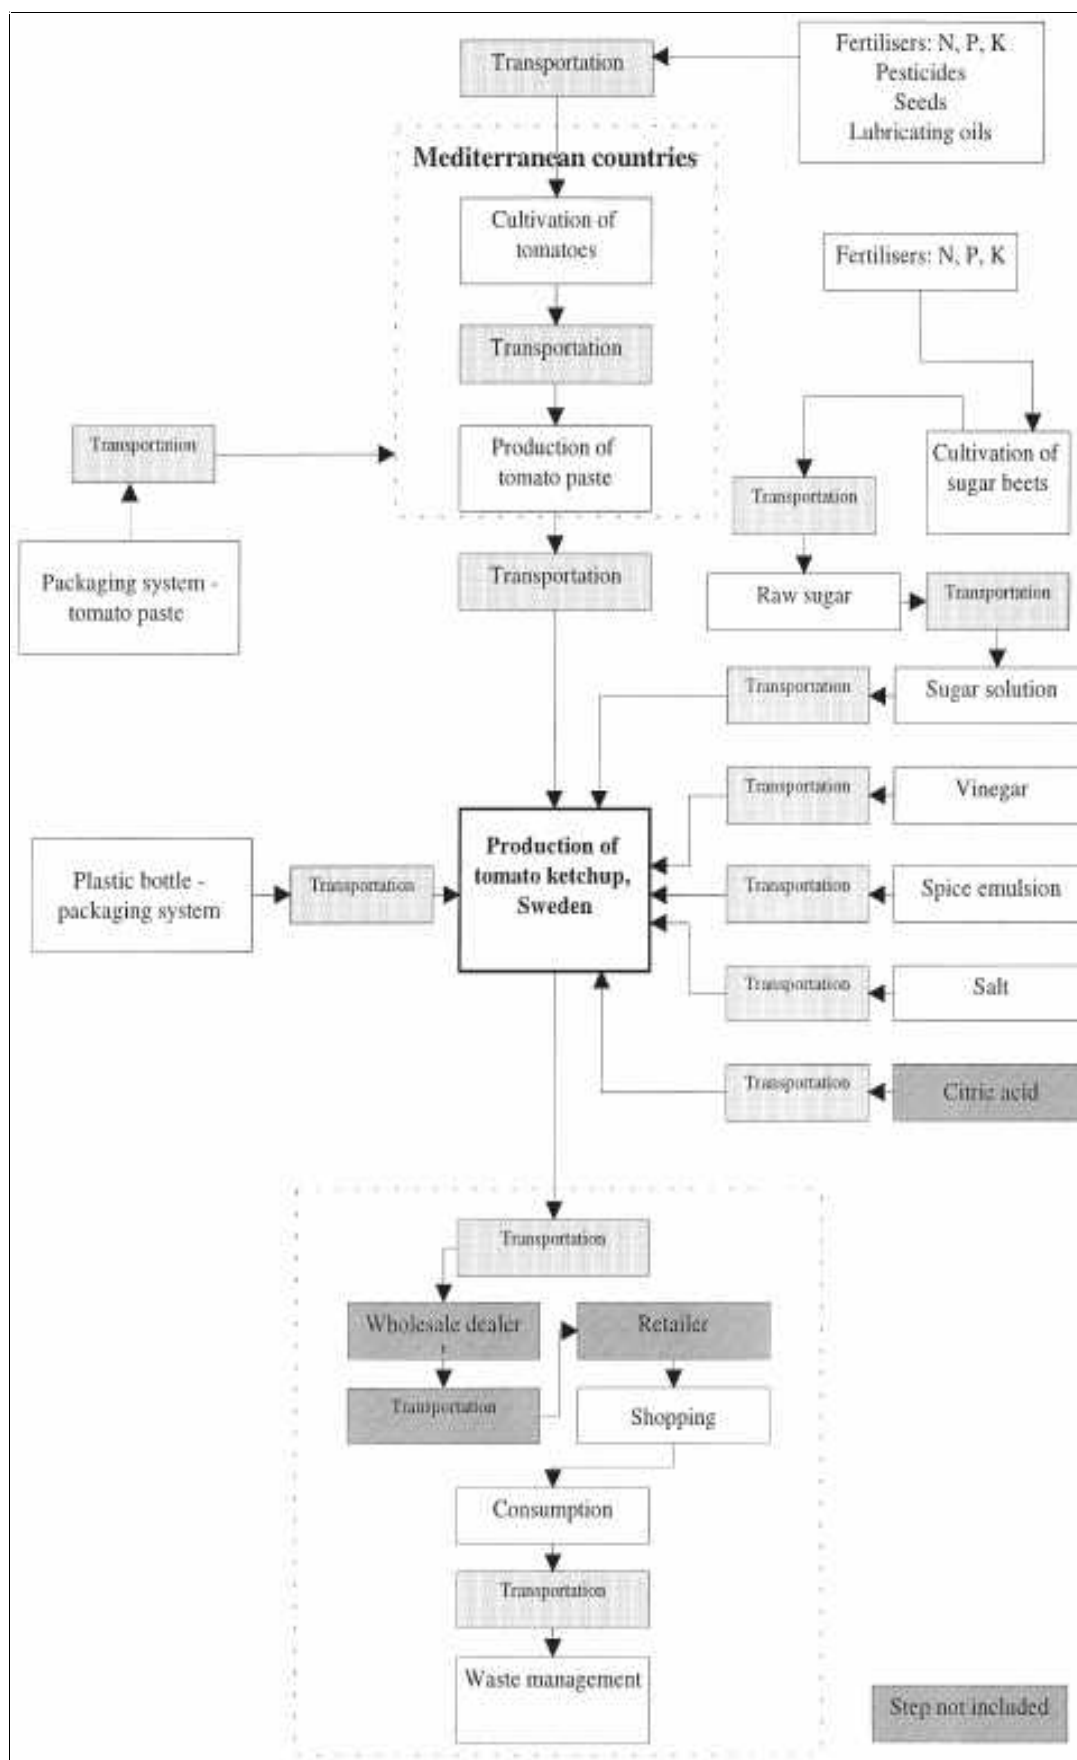 Transportation
Fertilisers: N, P, K
Pesticides
Seeds
Lubricating oils
Mediterranean countries
Cultivation of
tomatoes
Fertilisers: N, P, K
Transportation
Transportation
Production of
tomato paste
Cultivation of
sugar beets
Transportation
Packaging system -
tomato paste
Transportation
Raw sugar
Transportation
Transportation
Sugar solution
Transportation
Vinegar
Production of
tomato ketchup,
Sweden
Plastic bottle -
packaging system
Transportation
Transportation
Spice emulsion
Transportation
Salt
Transportation
Citric acid
Transportation
Wholesale dealer
Retailer
Transportation
Shopping
Consumption
Transportation
Waste management
Step not included